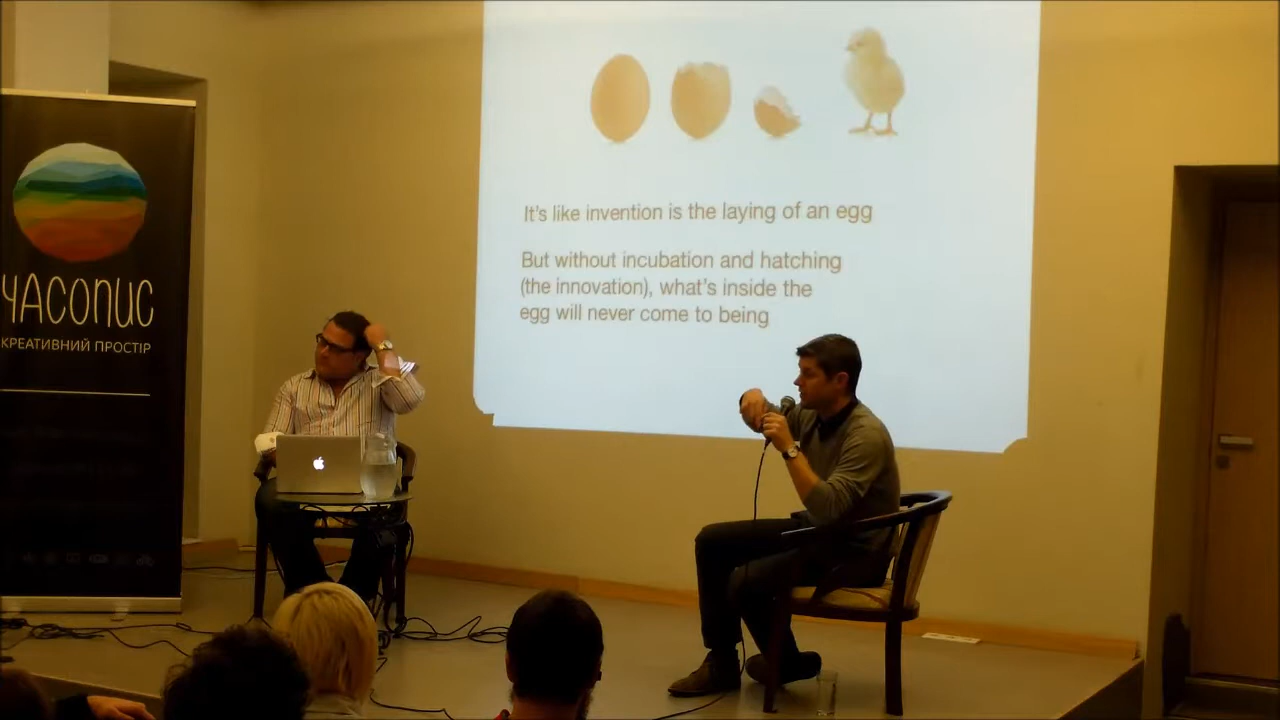 ЧАСОПИС
КРЕАТИВНИЙ ПРОСТІР
It's like invention is the laying of an egg
But without incubation and hatching
(the innovation), what's inside the
egg will never come to being